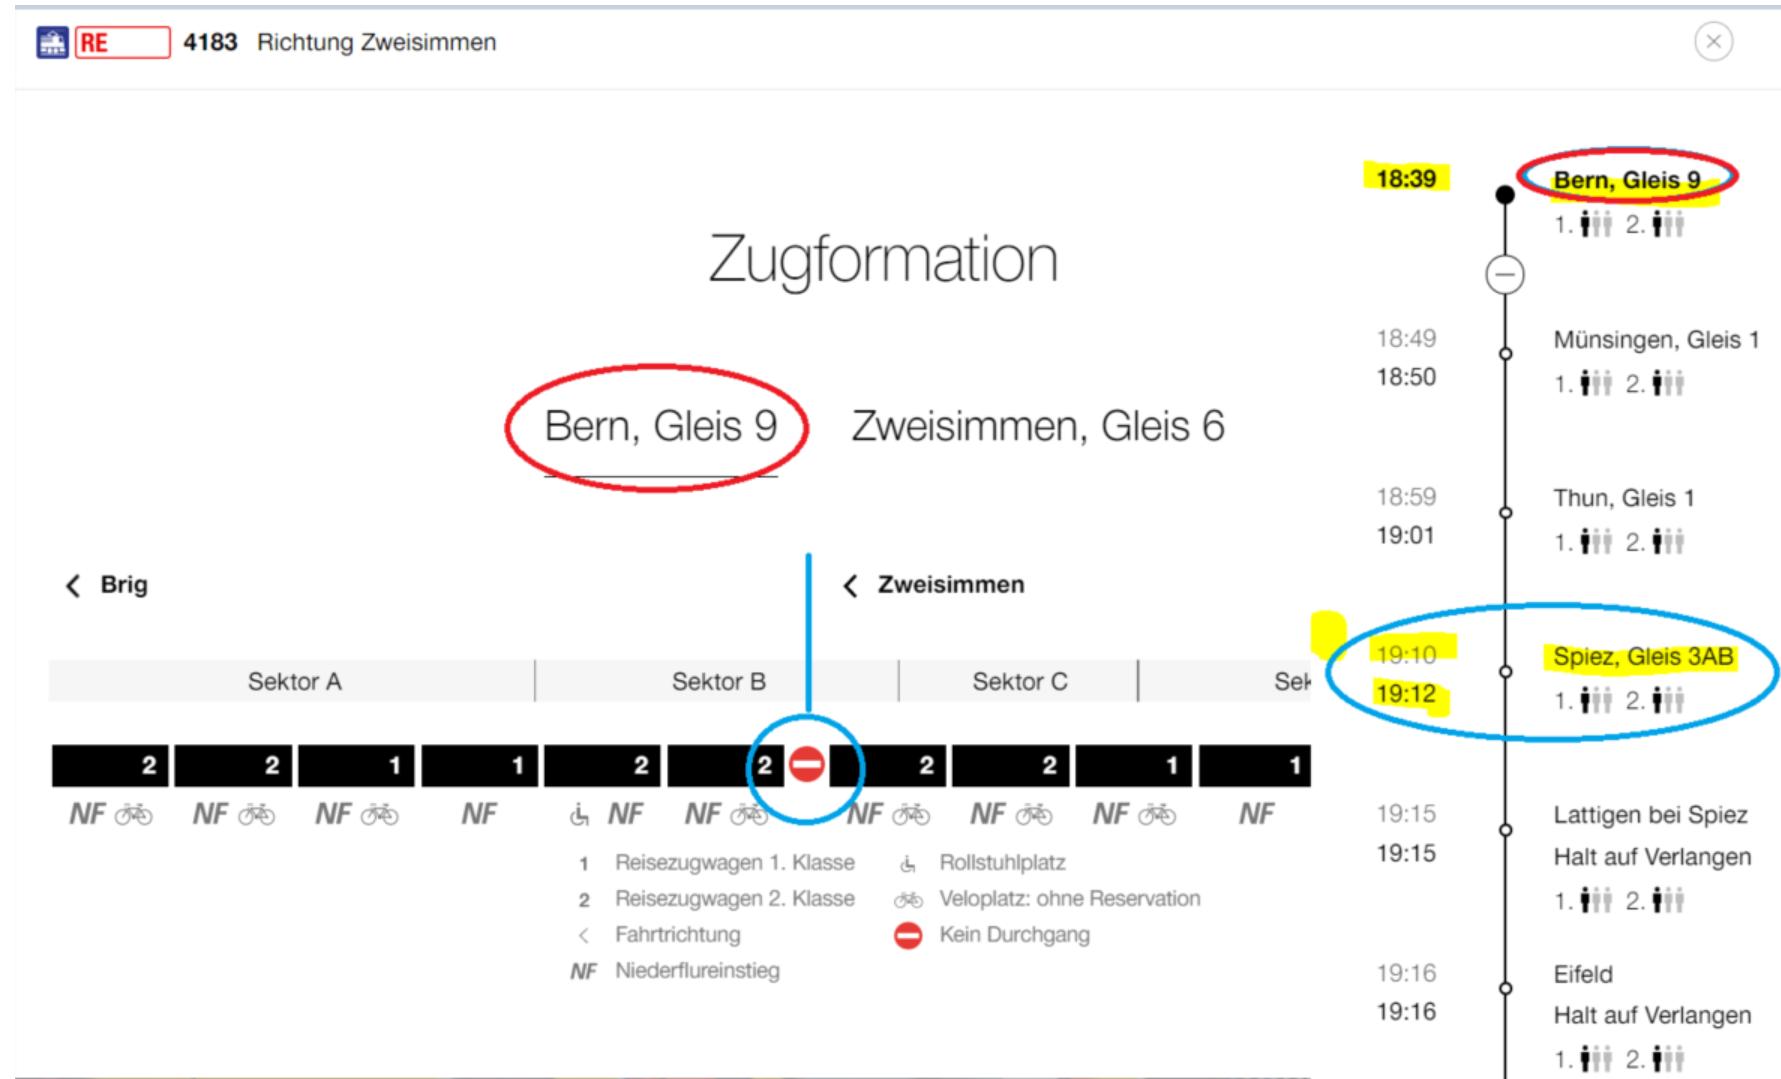 RE 4183 Richtung Zweisimmen
Zugformation
Bern, Gleis 9 Zweisimmen, Gleis 6
Brig Zweisimmen
Sektor A Sektor B Sektor C Sek
2 2 1 1 2 2 2 2 1 1
NF NF NF NF NF NF NF NF NF NF
1 Reisezugwagen 1. Klasse Rollstuhlplatz
2 Reisezugwagen 2. Klasse Veloplatz: ohne Reservation
< Fahrtrichtung Kein Durchgang
NF Niederflureinstieg
18:39 Bern, Gleis 9
1. 2.
18:49 Münsingen, Gleis 1
18:50 1. 2.
18:59 Thun, Gleis 1
19:01 1. 2.
19:10 Spiez, Gleis 3AB
19:12 1. 2.
19:15 Lattigen bei Spiez
19:15 Halt auf Verlangen
1. 2.
19:16 Eifeld
19:16 Halt auf Verlangen
1. 2.